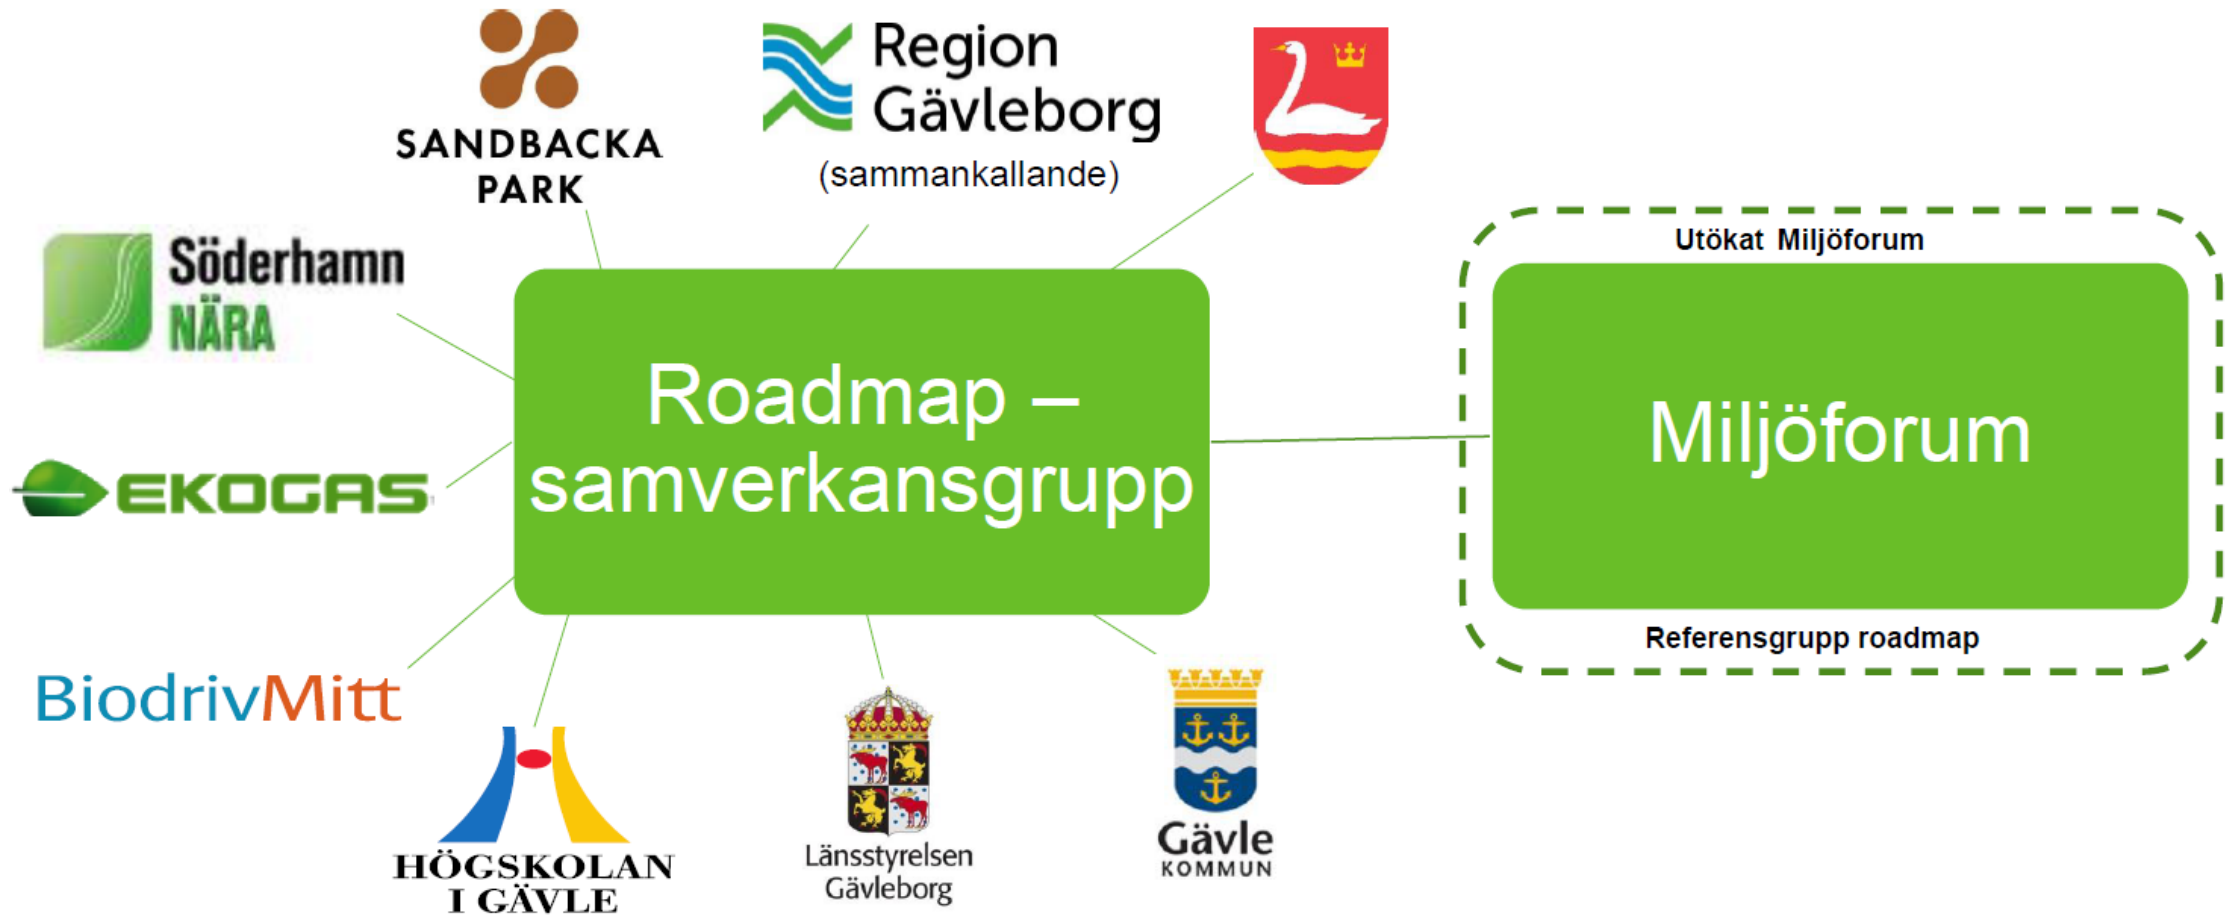 SANDBACKA
PARK
Region
Gävleborg
(sammankallande)
Söderhamn
NÄRA
EKOGAS
BiodrivMitt
HÖGSKOLAN
I GÄVLE
Länsstyrelsen
Gävleborg
Gävle
KOMMUN
Roadmap –
samverkansgrupp
Utökat Miljöforum
Miljöforum
Referensgrupp roadmap